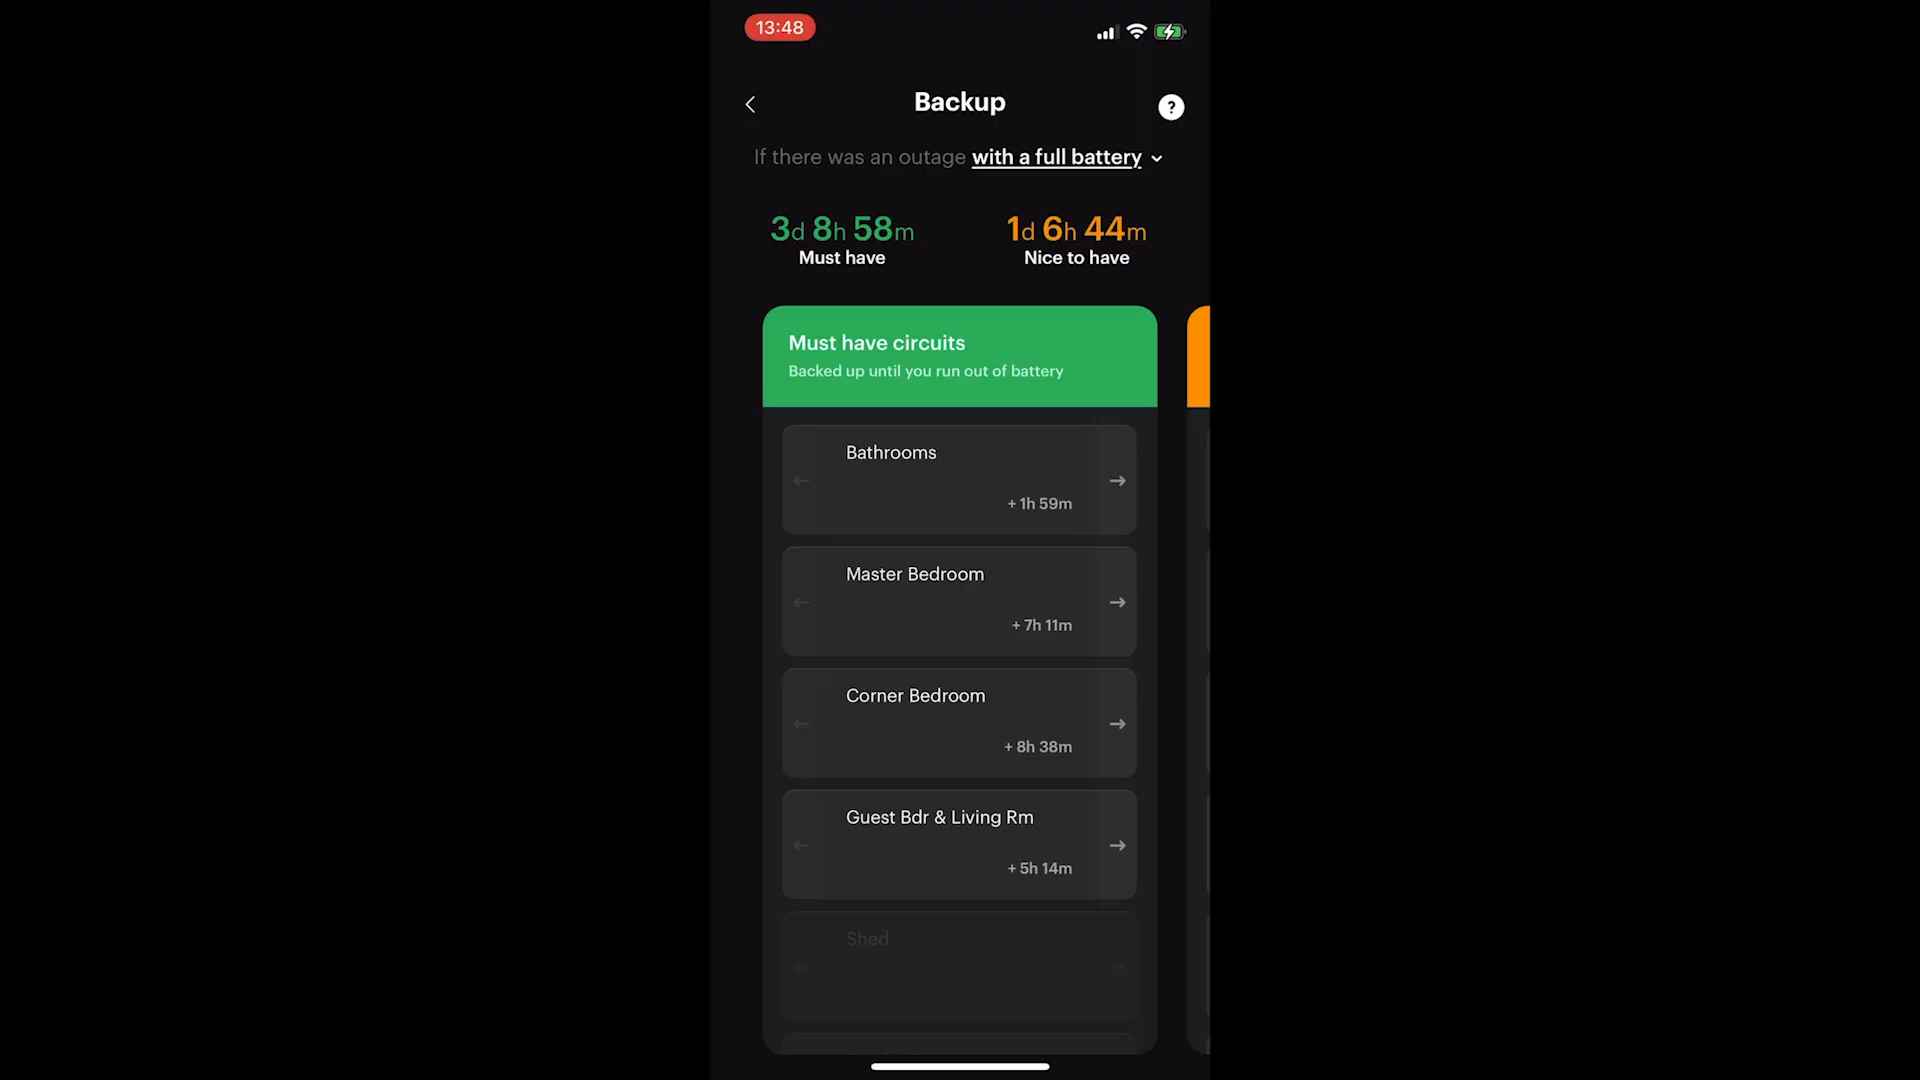 13:48
Backup
?
If there was an outage with a full battery
3d 8h 58m
Must have
1d 6h 44m
Nice to have
Must have circuits
Backed up until you run out of battery
Bathrooms
+ 1h 59m
Master Bedroom
+ 7h 11m
Corner Bedroom
+ 8h 38m
Guest Bdr & Living Rm
+ 5h 14m
Shed